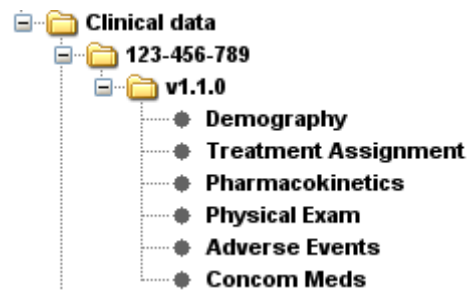 Clinical data
123-456-789
v1.1.0
Demography
Treatment Assignment
Pharmacokinetics
Physical Exam
Adverse Events
Concom Meds